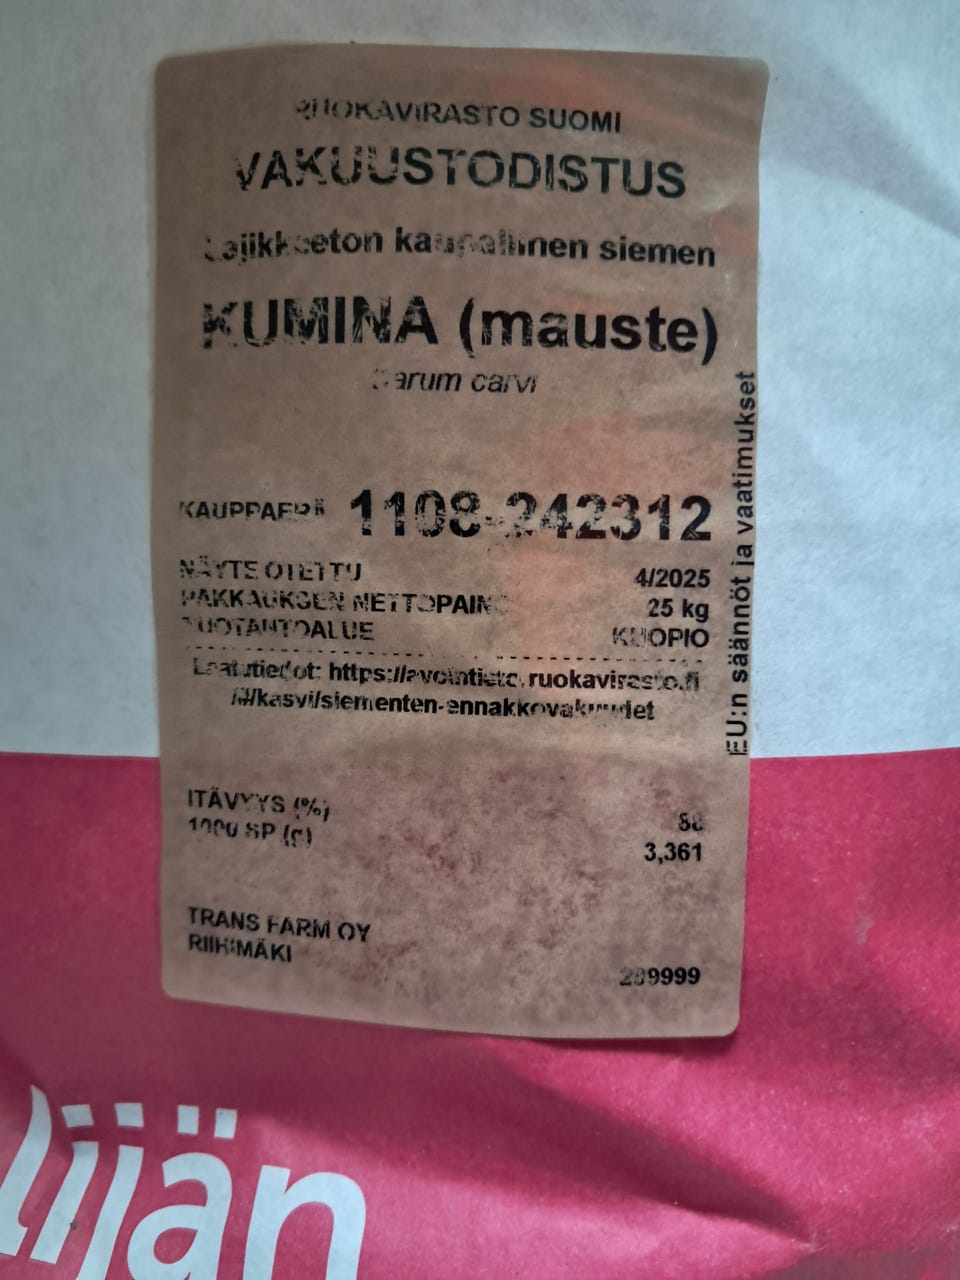 RUOKAVIRASTO SUOMI
VAKUUSTODISTUS
Lajikkeeton kaupallinen siemen
KUMINA (mauste)
Carum carvi
KAUPPAERÄ 1108-242312
NÄYTE OTETTU 4/2025
PAKKAUKSEN NETTOPAINO 25 kg
TUOTANTOALUE KUOPIO
Laatutiedot: https://avointieto.ruokavirasto.fi
/#/kasvi/siementen-ennakkovakuudet
ITÄVYYS (%) 88
1000 SP (g) 3,361
TRANS FARM OY
RIIHIMÄKI
289999
EU:n säännöt ja vaatimukset
lijän